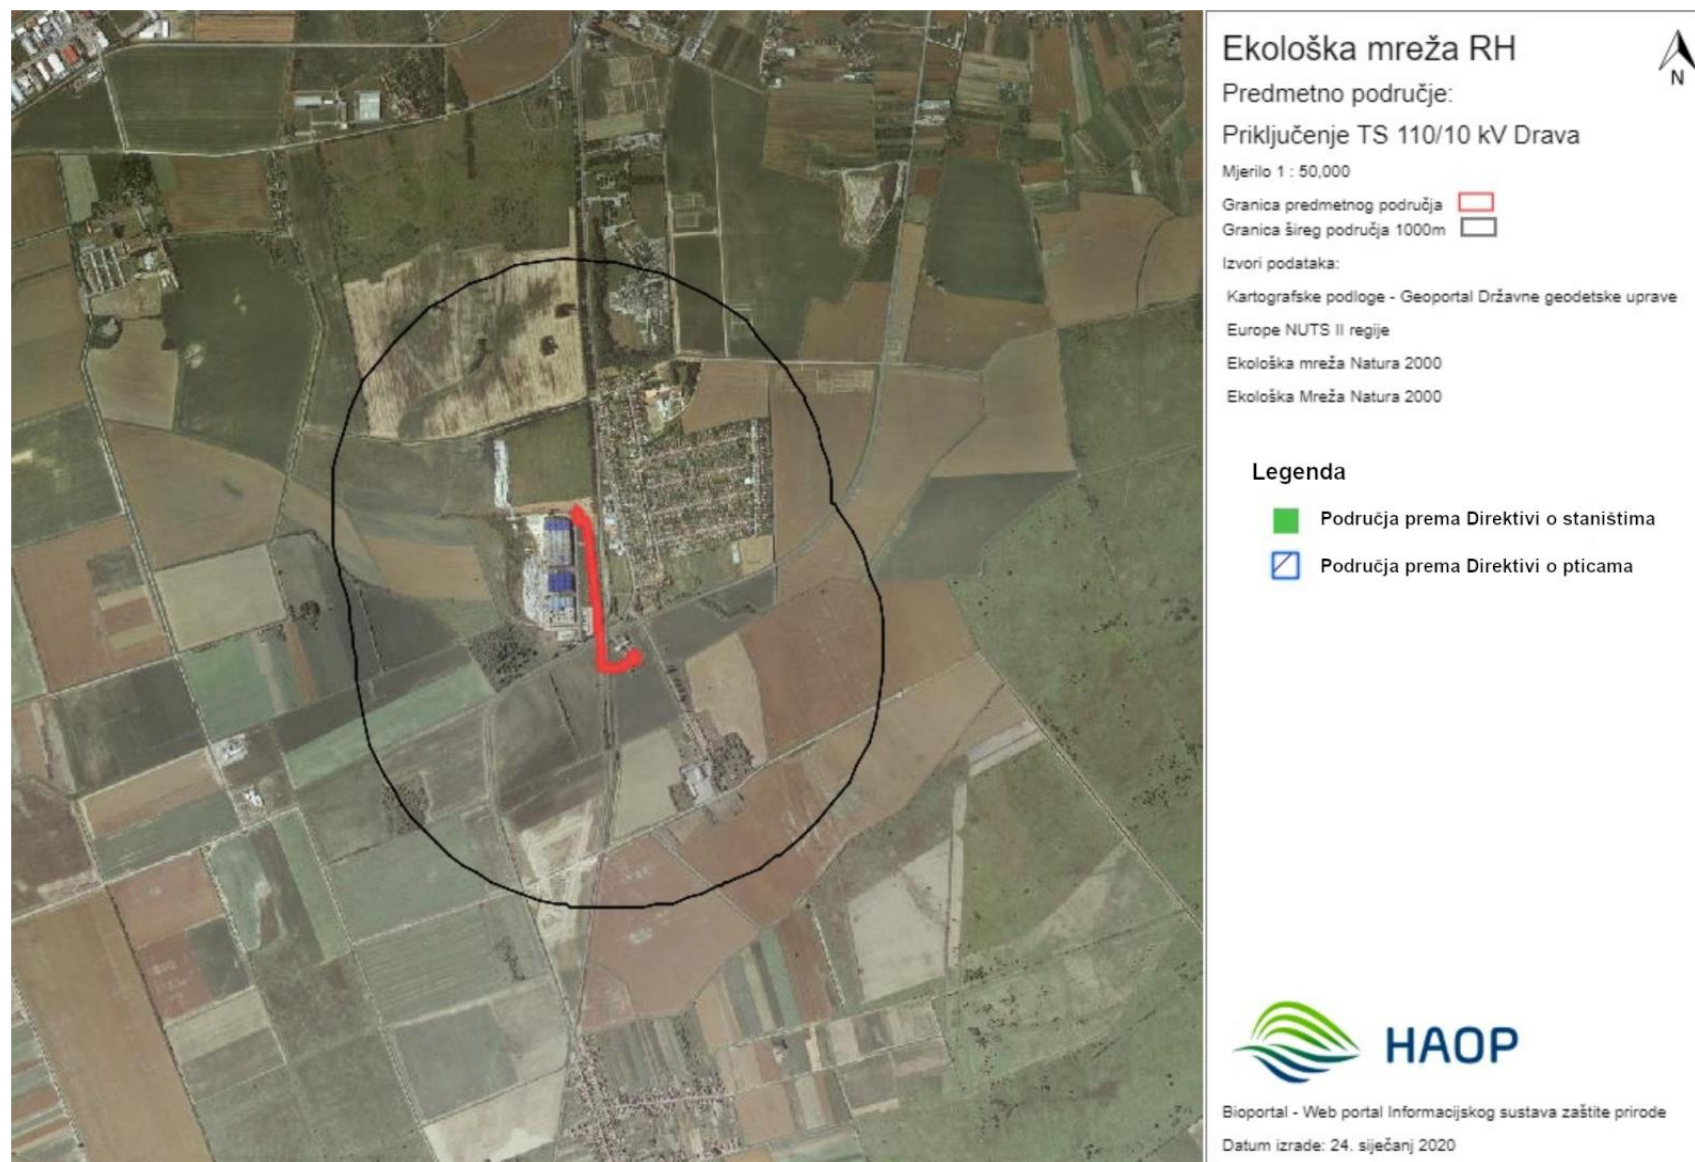 Ekološka mreža RH
N
Predmetno područje:
Priključenje TS 110/10 kV Drava
Mjerilo 1 : 50,000
Granica predmetnog područja
Granica šireg područja 1000m
Izvori podataka:
Kartografske podloge - Geoportal Državne geodetske uprave
Europe NUTS II regije
Ekološka mreža Natura 2000
Ekološka Mreža Natura 2000
Legenda
Područja prema Direktivi o staništima
Područja prema Direktivi o pticama
HAOP
Bioportal - Web portal Informacijskog sustava zaštite prirode
Datum izrade: 24. siječanj 2020